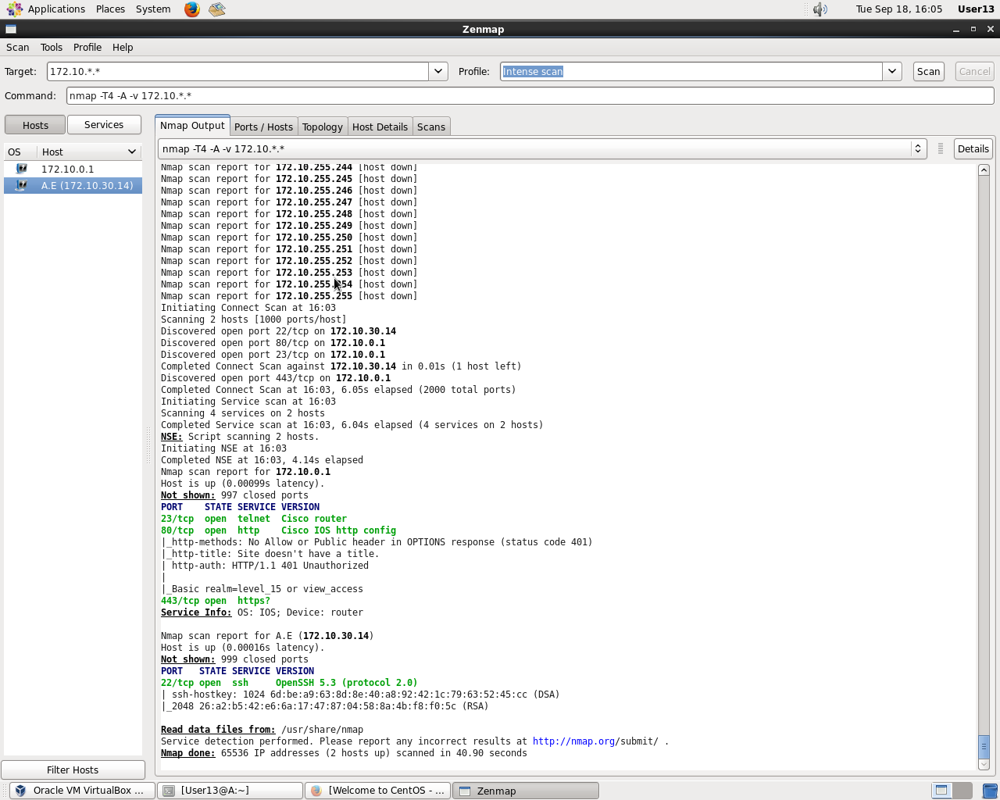 Applications Places System Tue Sep 18, 16:05 User13
Zenmap
Scan Tools Profile Help
Target: 172.10.*.* Profile: Intense scan Scan Cancel
Command: nmap -T4 -A -v 172.10.*.*
Hosts Services Nmap Output Ports / Hosts Topology Host Details Scans
OS Host nmap -T4 -A -v 172.10.*.* Details
172.10.0.1
A.E (172.10.30.14)
Nmap scan report for 172.10.255.244 [host down]
Nmap scan report for 172.10.255.245 [host down]
Nmap scan report for 172.10.255.246 [host down]
Nmap scan report for 172.10.255.247 [host down]
Nmap scan report for 172.10.255.248 [host down]
Nmap scan report for 172.10.255.249 [host down]
Nmap scan report for 172.10.255.250 [host down]
Nmap scan report for 172.10.255.251 [host down]
Nmap scan report for 172.10.255.252 [host down]
Nmap scan report for 172.10.255.253 [host down]
Nmap scan report for 172.10.255.254 [host down]
Nmap scan report for 172.10.255.255 [host down]
Initiating Connect Scan at 16:03
Scanning 2 hosts [1000 ports/host]
Discovered open port 22/tcp on 172.10.30.14
Discovered open port 80/tcp on 172.10.0.1
Discovered open port 23/tcp on 172.10.0.1
Completed Connect Scan against 172.10.30.14 in 0.01s (1 host left)
Discovered open port 443/tcp on 172.10.0.1
Completed Connect Scan at 16:03, 6.05s elapsed (2000 total ports)
Initiating Service scan at 16:03
Scanning 4 services on 2 hosts
Completed Service scan at 16:03, 6.04s elapsed (4 services on 2 hosts)
NSE: Script scanning 2 hosts.
Initiating NSE at 16:03
Completed NSE at 16:03, 4.14s elapsed
Nmap scan report for 172.10.0.1
Host is up (0.00099s latency).
Not shown: 997 closed ports
PORT STATE SERVICE VERSION
23/tcp open telnet Cisco router
80/tcp open http Cisco IOS http config
|_http-methods: No Allow or Public header in OPTIONS response (status code 401)
|_http-title: Site doesn't have a title.
| http-auth: HTTP/1.1 401 Unauthorized
|
|_Basic realm=level_15 or view_access
443/tcp open https?
Service Info: OS: IOS; Device: router
Nmap scan report for A.E (172.10.30.14)
Host is up (0.00016s latency).
Not shown: 999 closed ports
PORT STATE SERVICE VERSION
22/tcp open ssh OpenSSH 5.3 (protocol 2.0)
| ssh-hostkey: 1024 6d:be:a9:63:8d:8e:40:a8:92:42:1c:79:63:52:45:cc (DSA)
|_2048 26:a2:b5:42:e6:6a:17:47:87:04:58:8a:4b:f8:f0:5c (RSA)
Read data files from: /usr/share/nmap
Service detection performed. Please report any incorrect results at http://nmap.org/submit/ .
Nmap done: 65536 IP addresses (2 hosts up) scanned in 40.90 seconds
Filter Hosts
Oracle VM VirtualBox ... [User13@A:~] [Welcome to CentOS - ... Zenmap